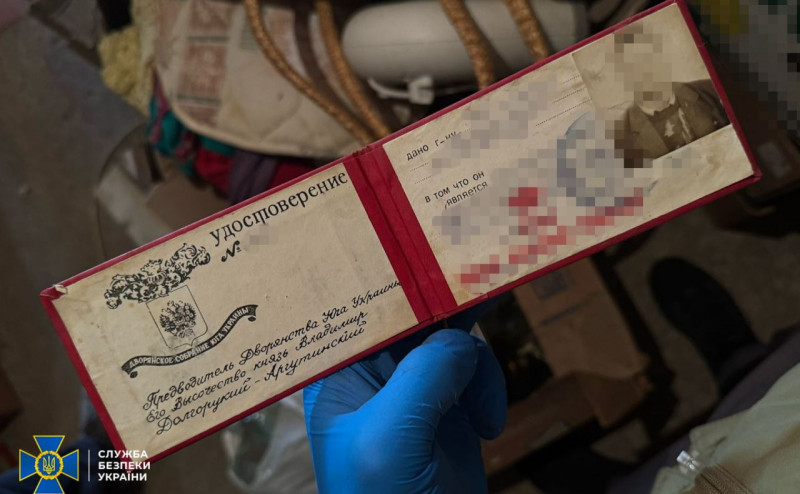 Удостоверение
№
ДВОРЯНСКОЕ СОБРАНИЕ ЮГА УКРАИНЫ
Предводитель Дворянства Юга Украины
Его Высочество князь Владимир
Долгоруцкий-Аргутинский
дано г-ну
в том что он
является
СЛУЖБА
БЕЗПЕКИ
УКРАЇНИ